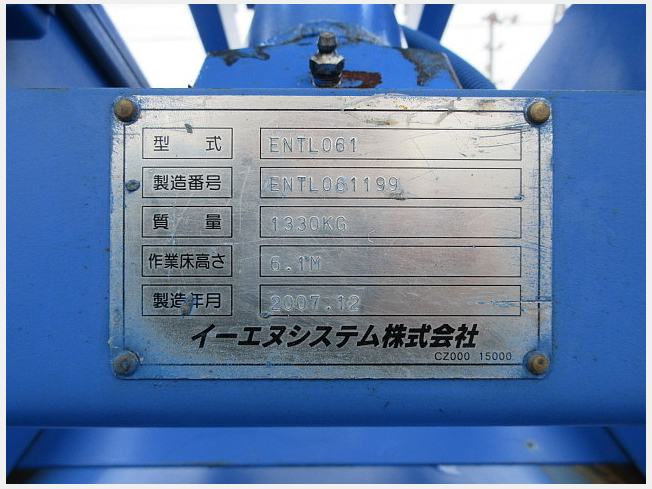 型式 ENTL061
製造番号 ENTL061199
質量 1330KG
作業床高さ 6.1M
製造年月 2007.12
イーエヌシステム株式会社
CZ000 15000